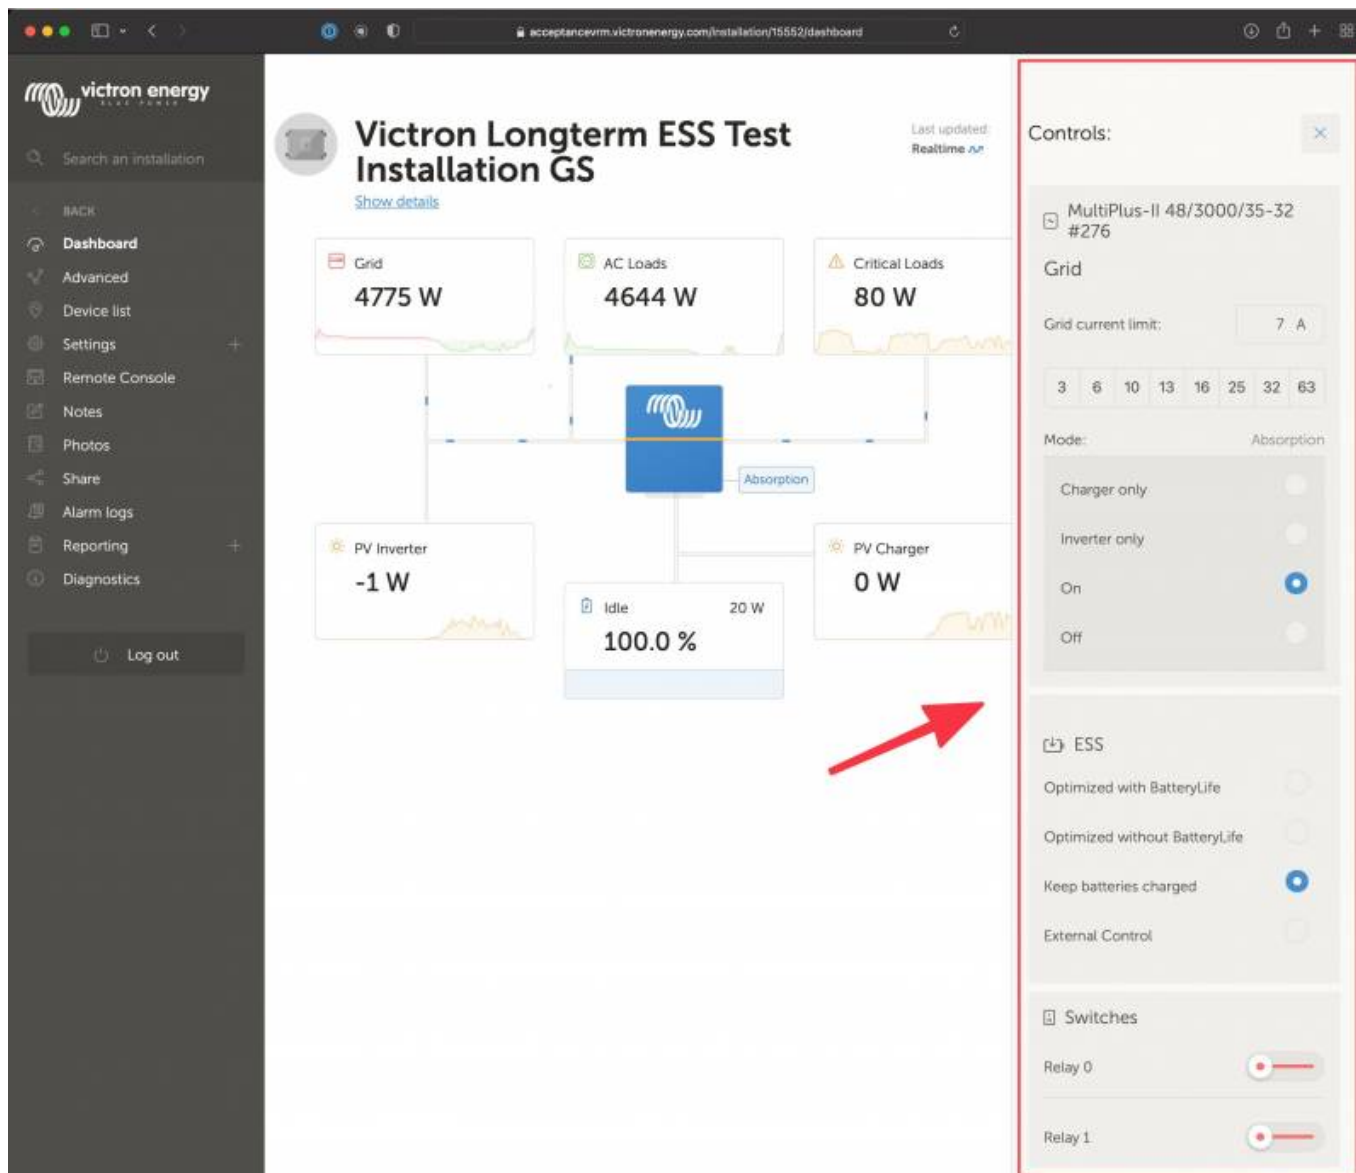 acceptancevrm.victronenergy.com/installation/15552/dashboard
victron energy
BLUE POWER
Search an installation
BACK
Dashboard
Advanced
Device list
Settings
Remote Console
Notes
Photos
Share
Alarm logs
Reporting
Diagnostics
Log out
Victron Longterm ESS Test
Installation GS
Show details
Last updated:
Realtime
Grid
4775 W
AC Loads
4644 W
Critical Loads
80 W
Absorption
PV Inverter
-1 W
Idle 20 W
100.0 %
PV Charger
0 W
Controls:
MultiPlus-II 48/3000/35-32
#276
Grid
Grid current limit: 7 A
3 6 10 13 16 25 32 63
Mode: Absorption
Charger only
Inverter only
On
Off
ESS
Optimized with BatteryLife
Optimized without BatteryLife
Keep batteries charged
External Control
Switches
Relay 0
Relay 1